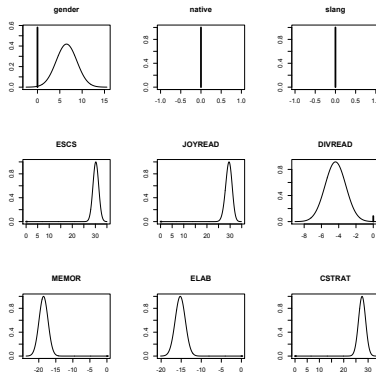 gender native slang
0.0 0.2 0.4 0.6
0 5 10 15
0.0 0.4 0.8
-1.0 -0.5 0.0 0.5 1.0
0.0 0.4 0.8
-1.0 -0.5 0.0 0.5 1.0
ESCS JOYREAD DIVREAD
0.0 0.4 0.8
0 5 10 20 30
0.0 0.4 0.8
0 5 10 20 30
0.0 0.4 0.8
-8 -6 -4 -2 0
MEMOR ELAB CSTRAT
0.0 0.4 0.8
-20 -15 -10 -5 0
0.0 0.4 0.8
-20 -15 -10 -5 0
0.0 0.4 0.8
0 5 10 20 30